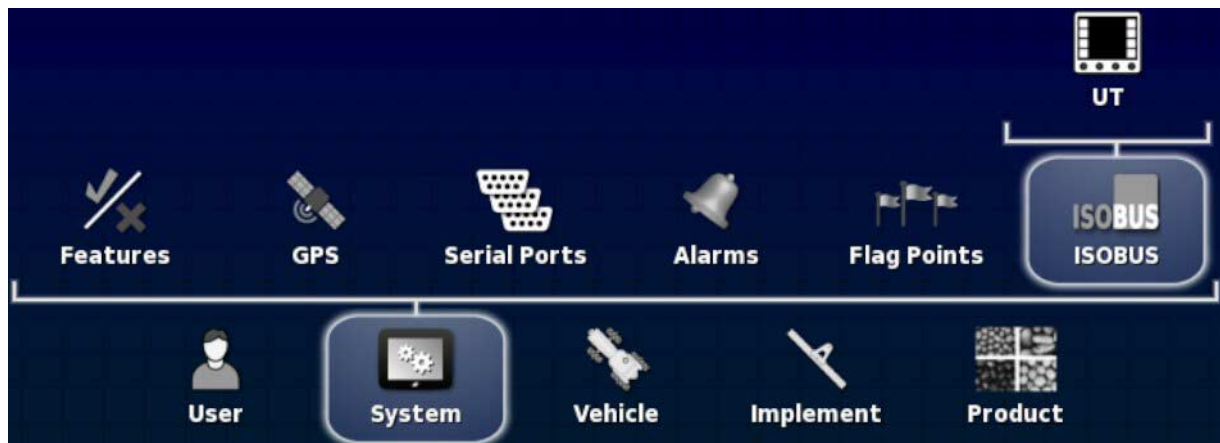 UT
Features
GPS
Serial Ports
Alarms
Flag Points
ISOBUS
ISOBUS
User
System
Vehicle
Implement
Product